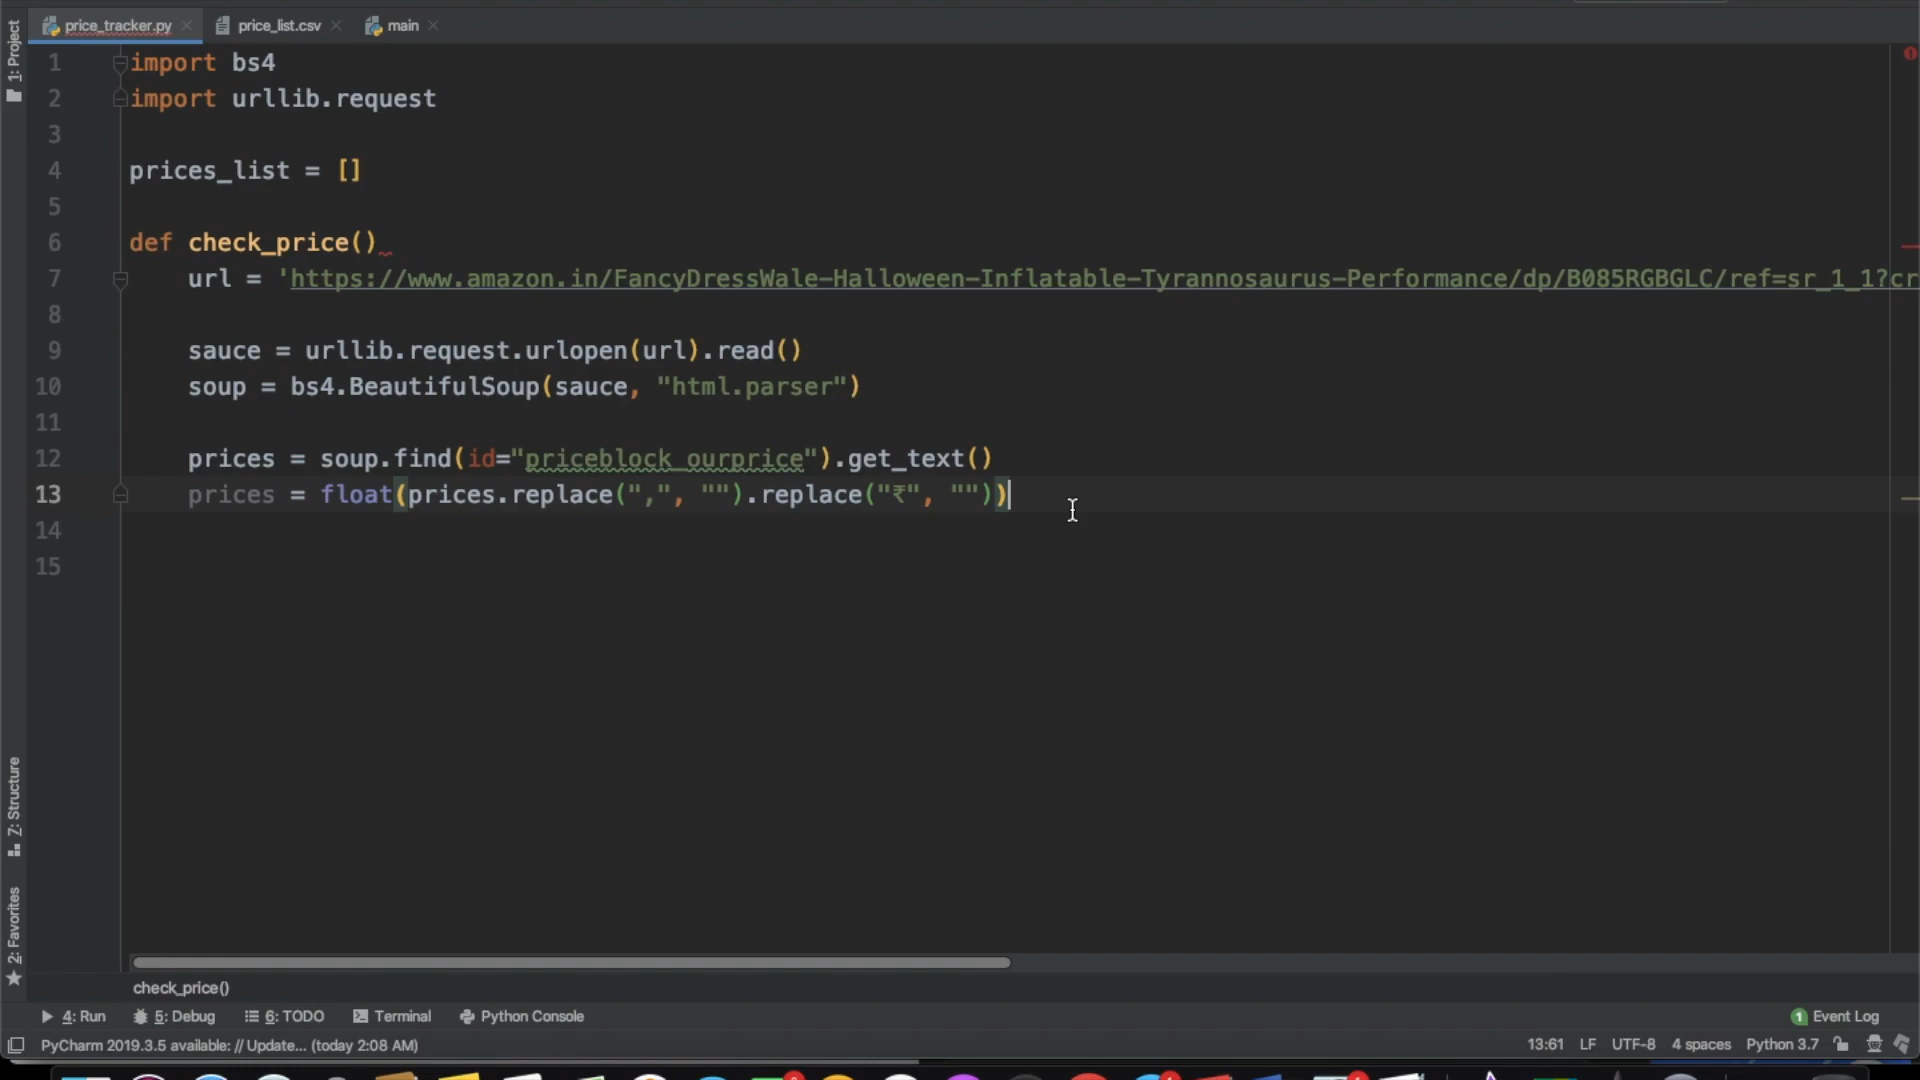 price_tracker.py price_list.csv main
1: Project
1 import bs4
2 import urllib.request
3
4 prices_list = []
5
6 def check_price()
7 url = 'https://www.amazon.in/FancyDressWale-Halloween-Inflatable-Tyrannosaurus-Performance/dp/B085RGBGLC/ref=sr_1_1?cr
8
9 sauce = urllib.request.urlopen(url).read()
10 soup = bs4.BeautifulSoup(sauce, "html.parser")
11
12 prices = soup.find(id="priceblock_ourprice").get_text()
13 prices = float(prices.replace(",", "").replace("₹", ""))
14
15
7: Structure
2: Favorites
check_price()
4: Run 5: Debug 6: TODO Terminal Python Console 1 Event Log
PyCharm 2019.3.5 available: // Update... (today 2:08 AM) 13:61 LF UTF-8 4 spaces Python 3.7